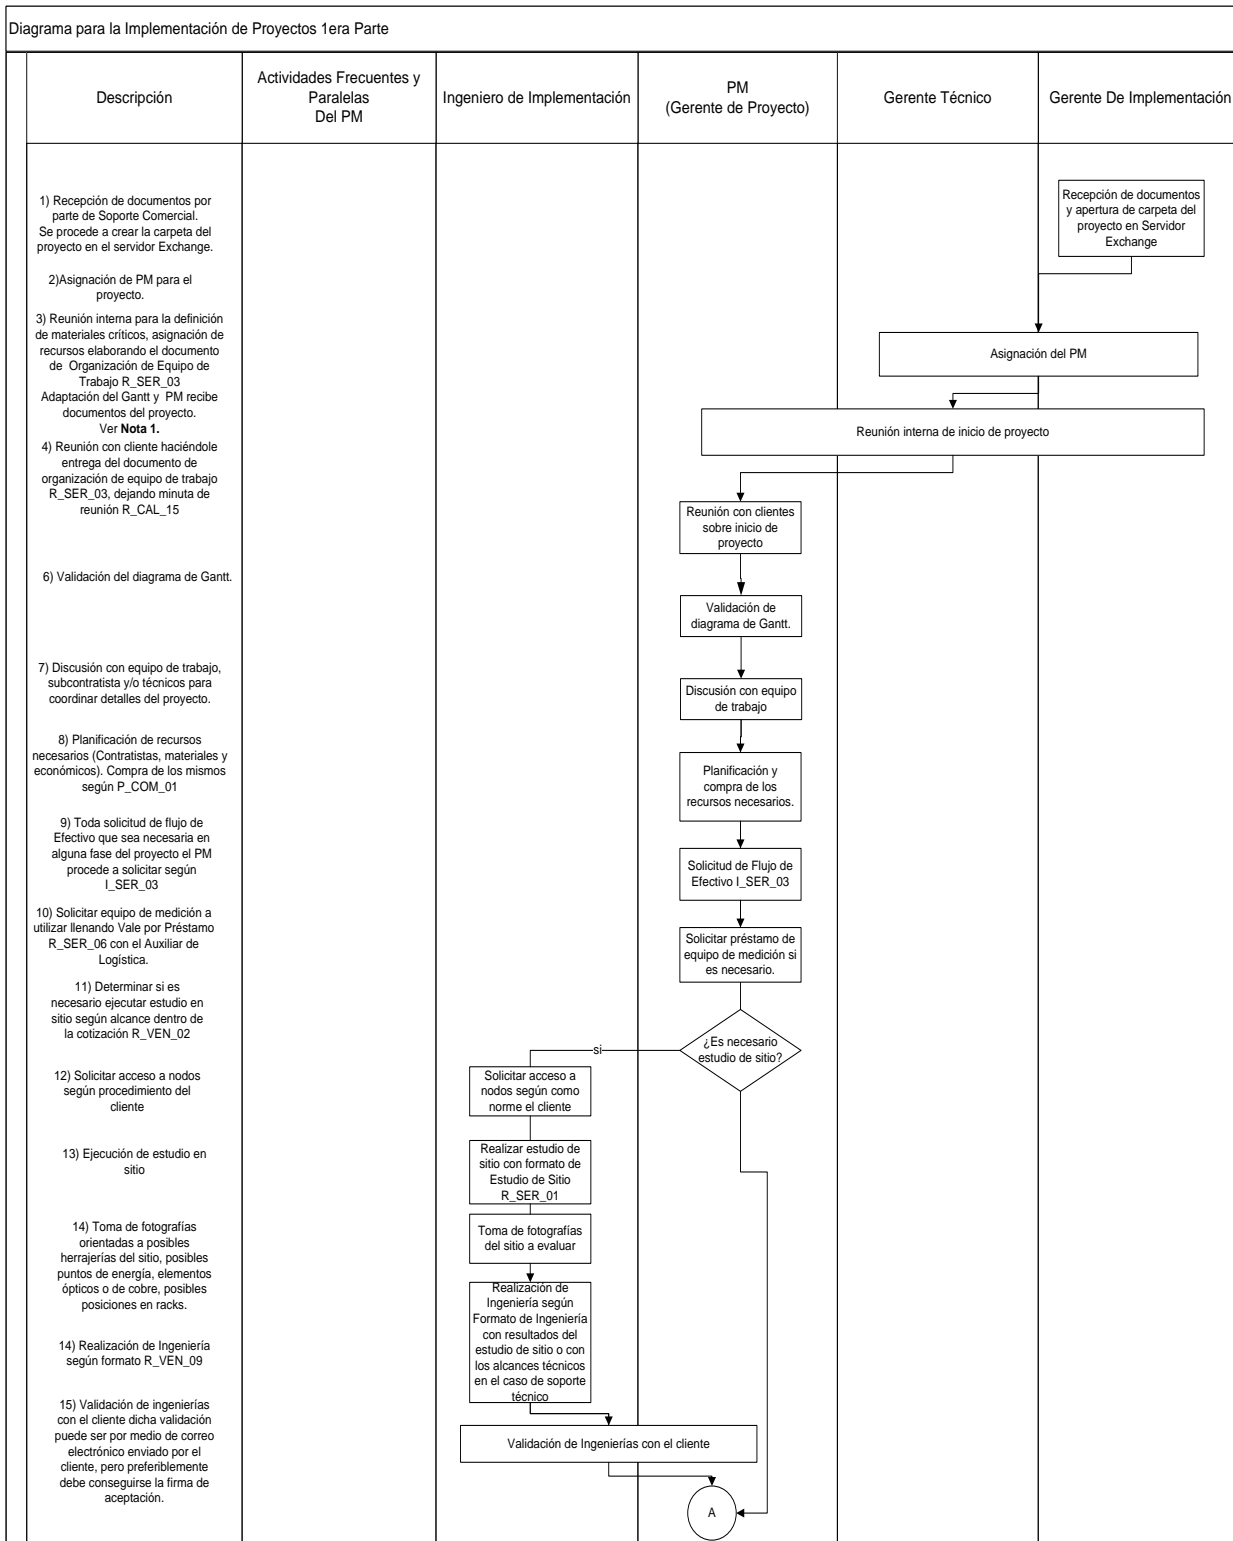 Diagrama para la Implementación de Proyectos 1era Parte
Descripción
Actividades Frecuentes y
Paralelas
Del PM
Ingeniero de Implementación
PM
(Gerente de Proyecto)
Gerente Técnico
Gerente De Implementación
1) Recepción de documentos por
parte de Soporte Comercial.
Se procede a crear la carpeta del
proyecto en el servidor Exchange.
2)Asignación de PM para el
proyecto.
3) Reunión interna para la definición
de materiales críticos, asignación de
recursos elaborando el documento
de Organización de Equipo de
Trabajo R_SER_03
Adaptación del Gantt y PM recibe
documentos del proyecto.
Ver Nota 1.
4) Reunión con cliente haciéndole
entrega del documento de
organización de equipo de trabajo
R_SER_03, dejando minuta de
reunión R_CAL_15
6) Validación del diagrama de Gantt.
7) Discusión con equipo de trabajo,
subcontratista y/o técnicos para
coordinar detalles del proyecto.
8) Planificación de recursos
necesarios (Contratistas, materiales y
económicos). Compra de los mismos
según P_COM_01
9) Toda solicitud de flujo de
Efectivo que sea necesaria en
alguna fase del proyecto el PM
procede a solicitar según
I_SER_03
10) Solicitar equipo de medición a
utilizar llenando Vale por Préstamo
R_SER_06 con el Auxiliar de
Logística.
11) Determinar si es
necesario ejecutar estudio en
sitio según alcance dentro de
la cotización R_VEN_02
12) Solicitar acceso a nodos
según procedimiento del
cliente
13) Ejecución de estudio en
sitio
14) Toma de fotografías
orientadas a posibles
herrajerías del sitio, posibles
puntos de energía, elementos
ópticos o de cobre, posibles
posiciones en racks.
14) Realización de Ingeniería
según formato R_VEN_09
15) Validación de ingenierías
con el cliente dicha validación
puede ser por medio de correo
electrónico enviado por el
cliente, pero preferiblemente
debe conseguirse la firma de
aceptación.
Recepción de documentos
y apertura de carpeta del
proyecto en Servidor
Exchange
Asignación del PM
Reunión interna de inicio de proyecto
Reunión con clientes
sobre inicio de
proyecto
Validación de
diagrama de Gantt.
Discusión con equipo
de trabajo
Planificación y
compra de los
recursos necesarios.
Solicitud de Flujo de
Efectivo I_SER_03
Solicitar préstamo de
equipo de medición si
es necesario.
¿Es necesario
estudio de sitio?
si
Solicitar acceso a
nodos según como
norme el cliente
Realizar estudio de
sitio con formato de
Estudio de Sitio
R_SER_01
Toma de fotografías
del sitio a evaluar
Realización de
Ingeniería según
Formato de Ingeniería
con resultados del
estudio de sitio o con
los alcances técnicos
en el caso de soporte
técnico
Validación de Ingenierías con el cliente
A